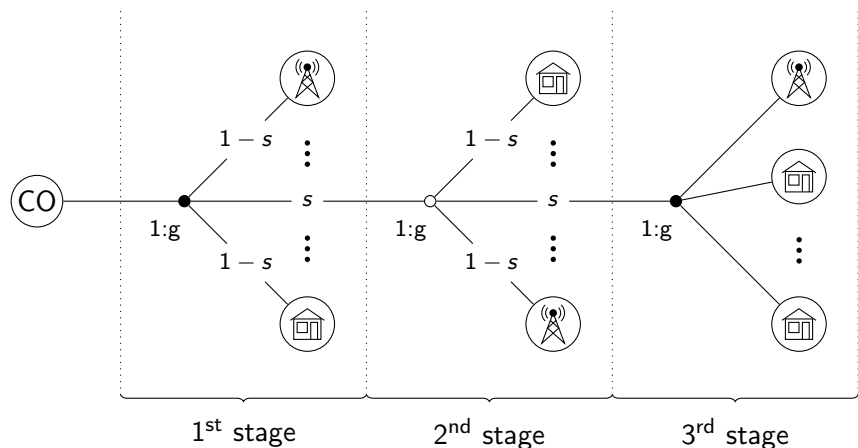 1 − s
1 − s
CO
s
s
1:g
1:g
1:g
1 − s
1 − s
1st stage
2nd stage
3rd stage